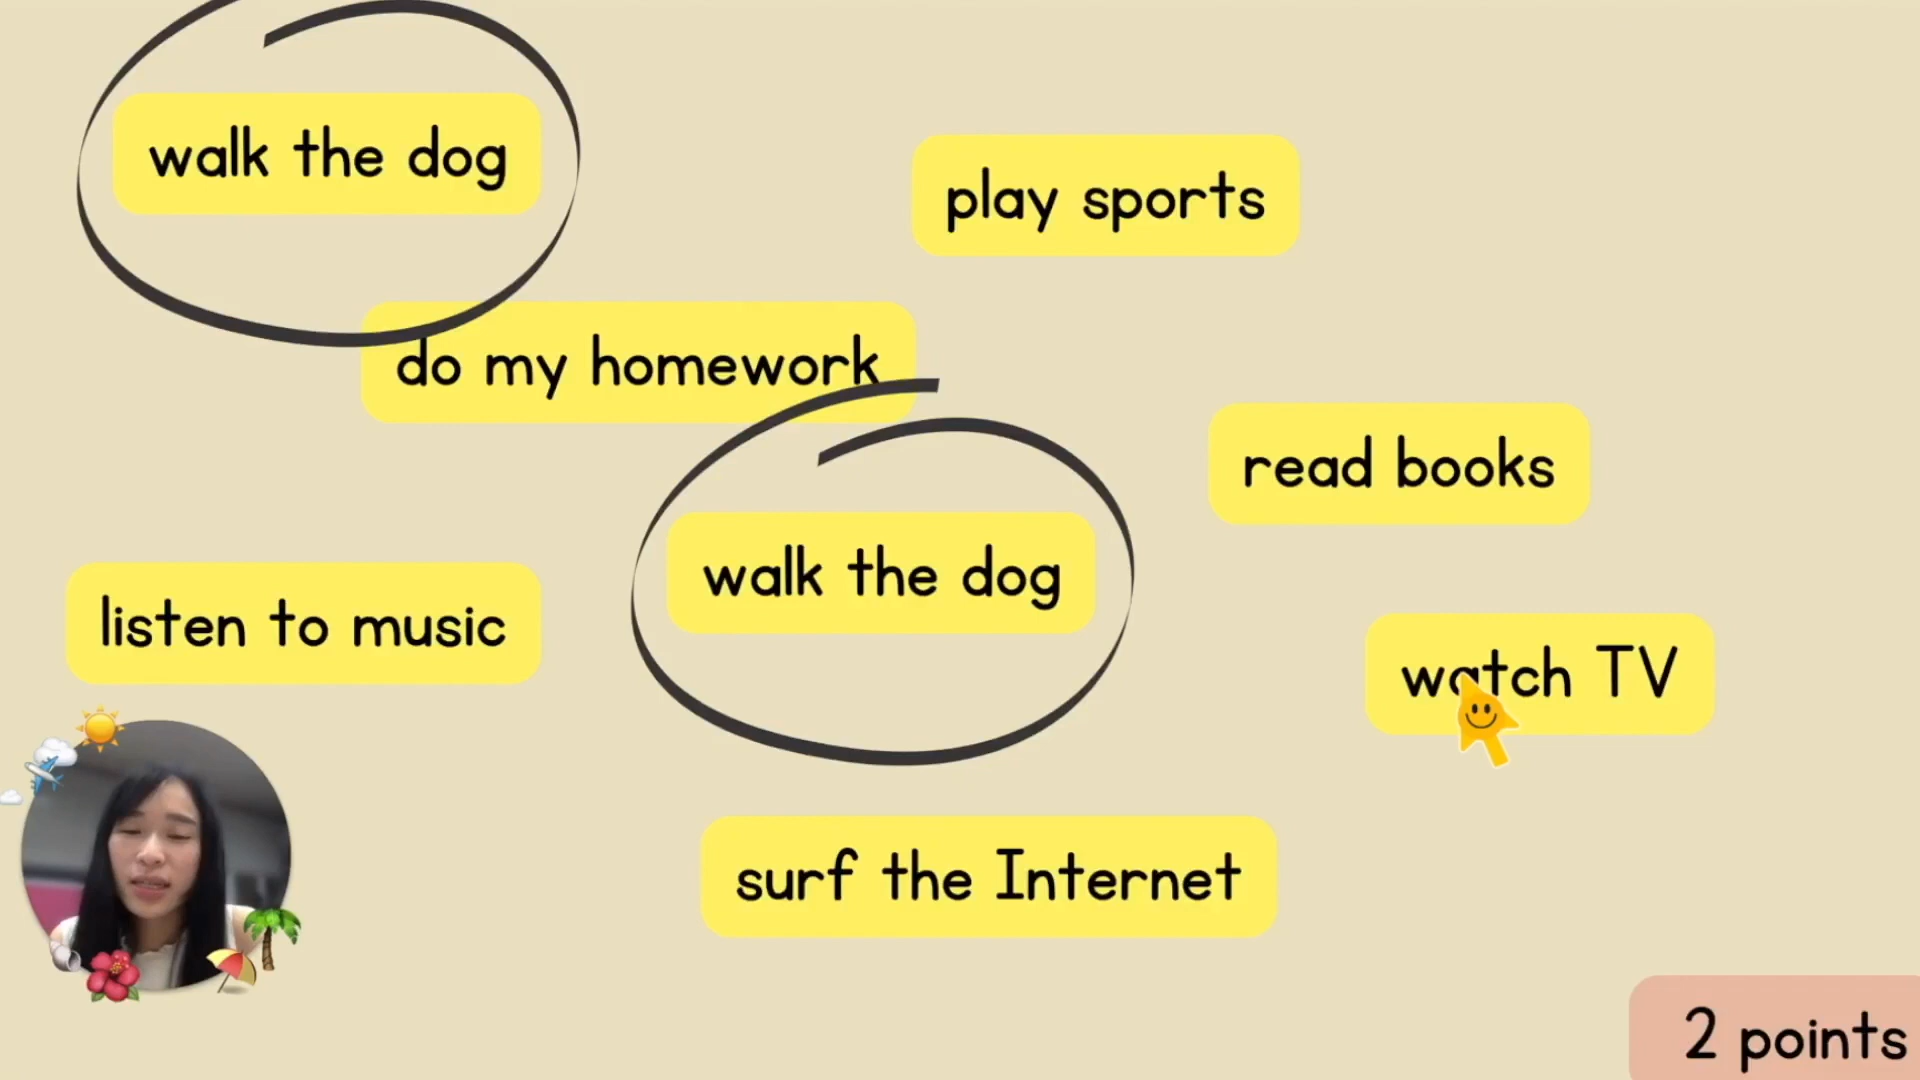 walk the dog
play sports
do my homework
read books
walk the dog
listen to music
watch TV
surf the Internet
2 points